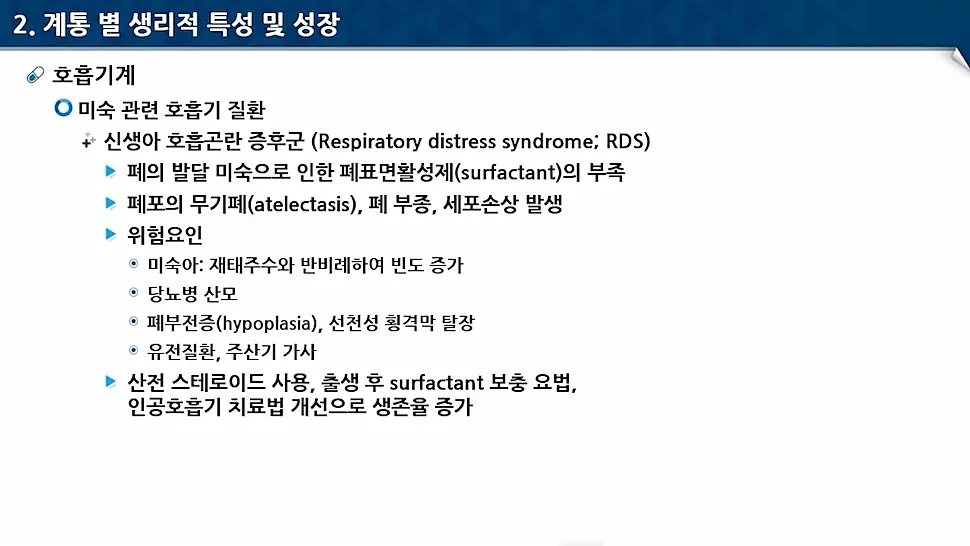 2. 계통 별 생리적 특성 및 성장
호흡기계
미숙 관련 호흡기 질환
신생아 호흡곤란 증후군 (Respiratory distress syndrome; RDS)
폐의 발달 미숙으로 인한 폐표면활성제(surfactant)의 부족
폐포의 무기폐(atelectasis), 폐 부종, 세포손상 발생
위험요인
미숙아: 재태주수와 반비례하여 빈도 증가
당뇨병 산모
폐부전증(hypoplasia), 선천성 횡격막 탈장
유전질환, 주산기 가사
산전 스테로이드 사용, 출생 후 surfactant 보충 요법,
인공호흡기 치료법 개선으로 생존율 증가